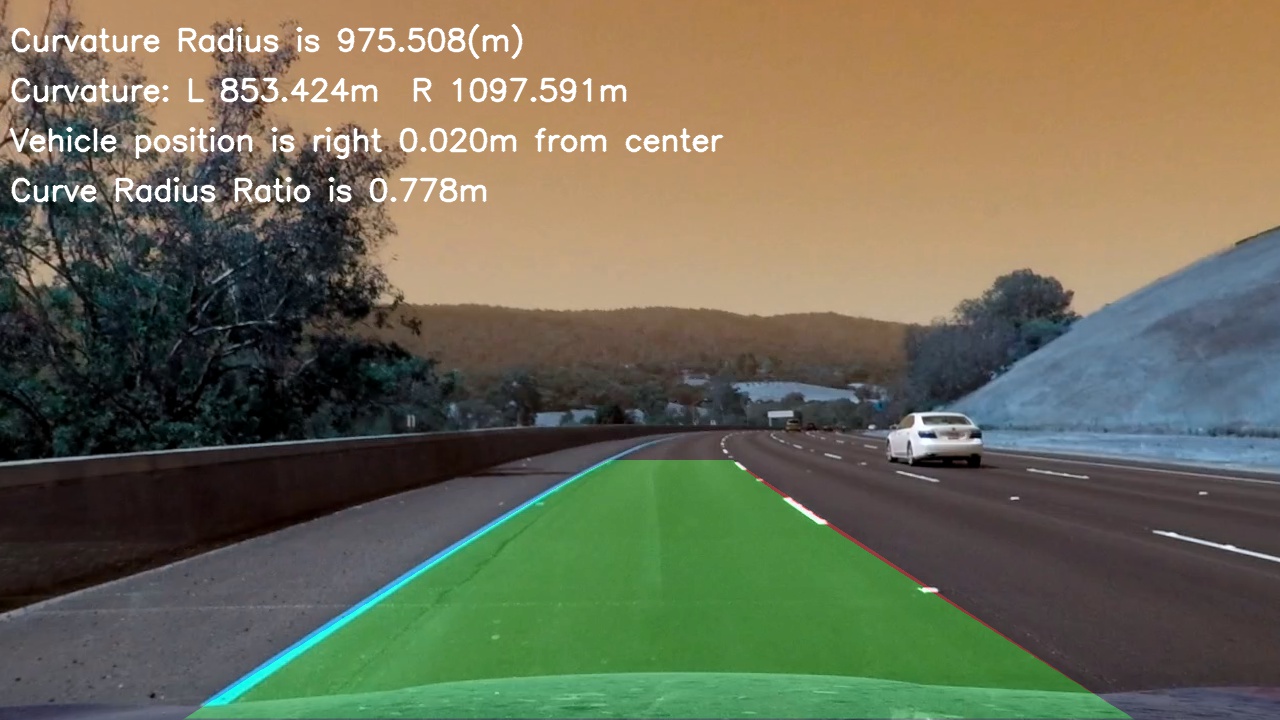 Curvature Radius is 975.508(m)
Curvature: L 853.424m R 1097.591m
Vehicle position is right 0.020m from center
Curve Radius Ratio is 0.778m